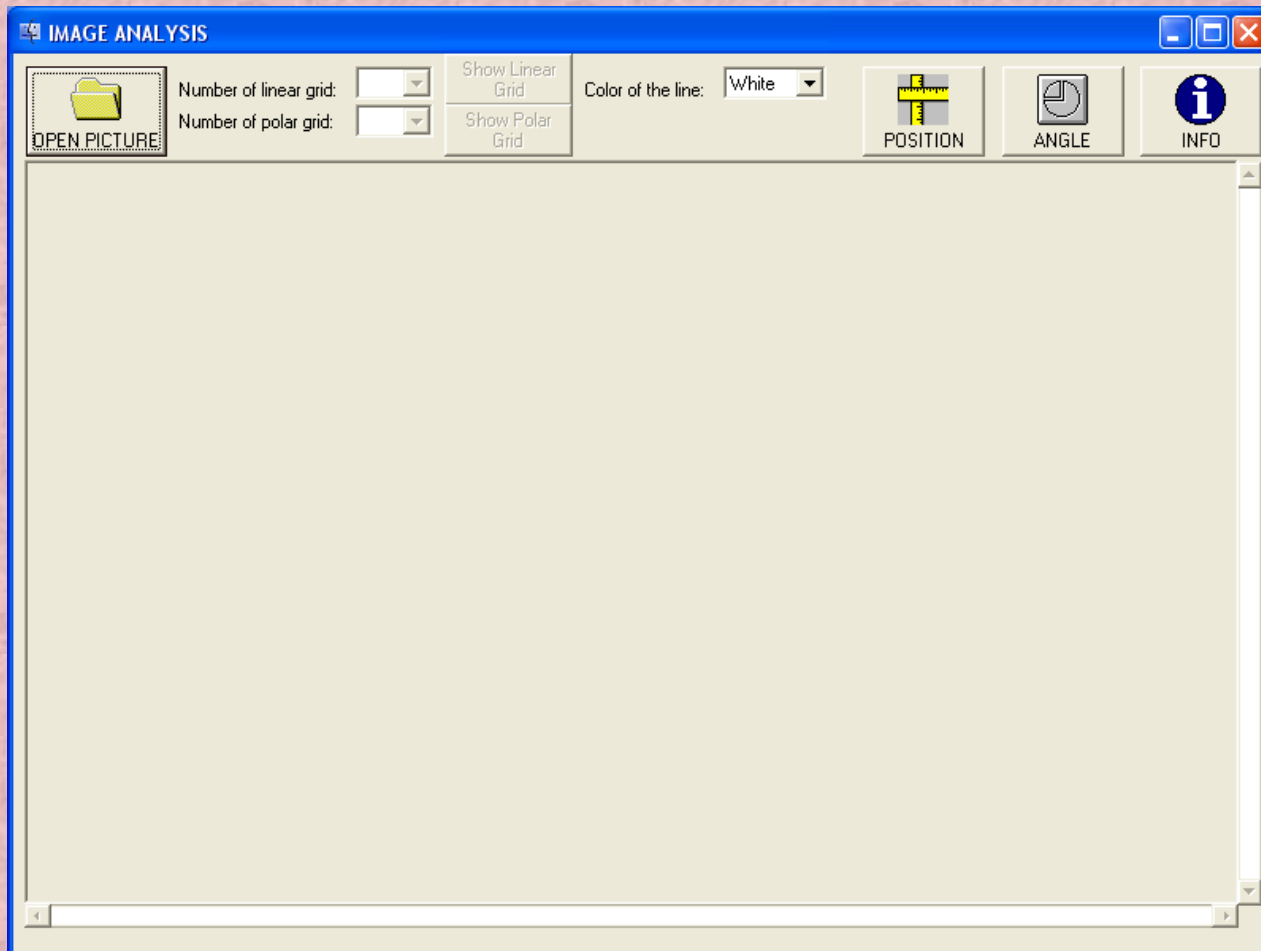 IMAGE ANALYSIS
OPEN PICTURE
Number of linear grid:
Number of polar grid:
Show Linear
Grid
Show Polar
Grid
Color of the line:
White
POSITION
ANGLE
INFO